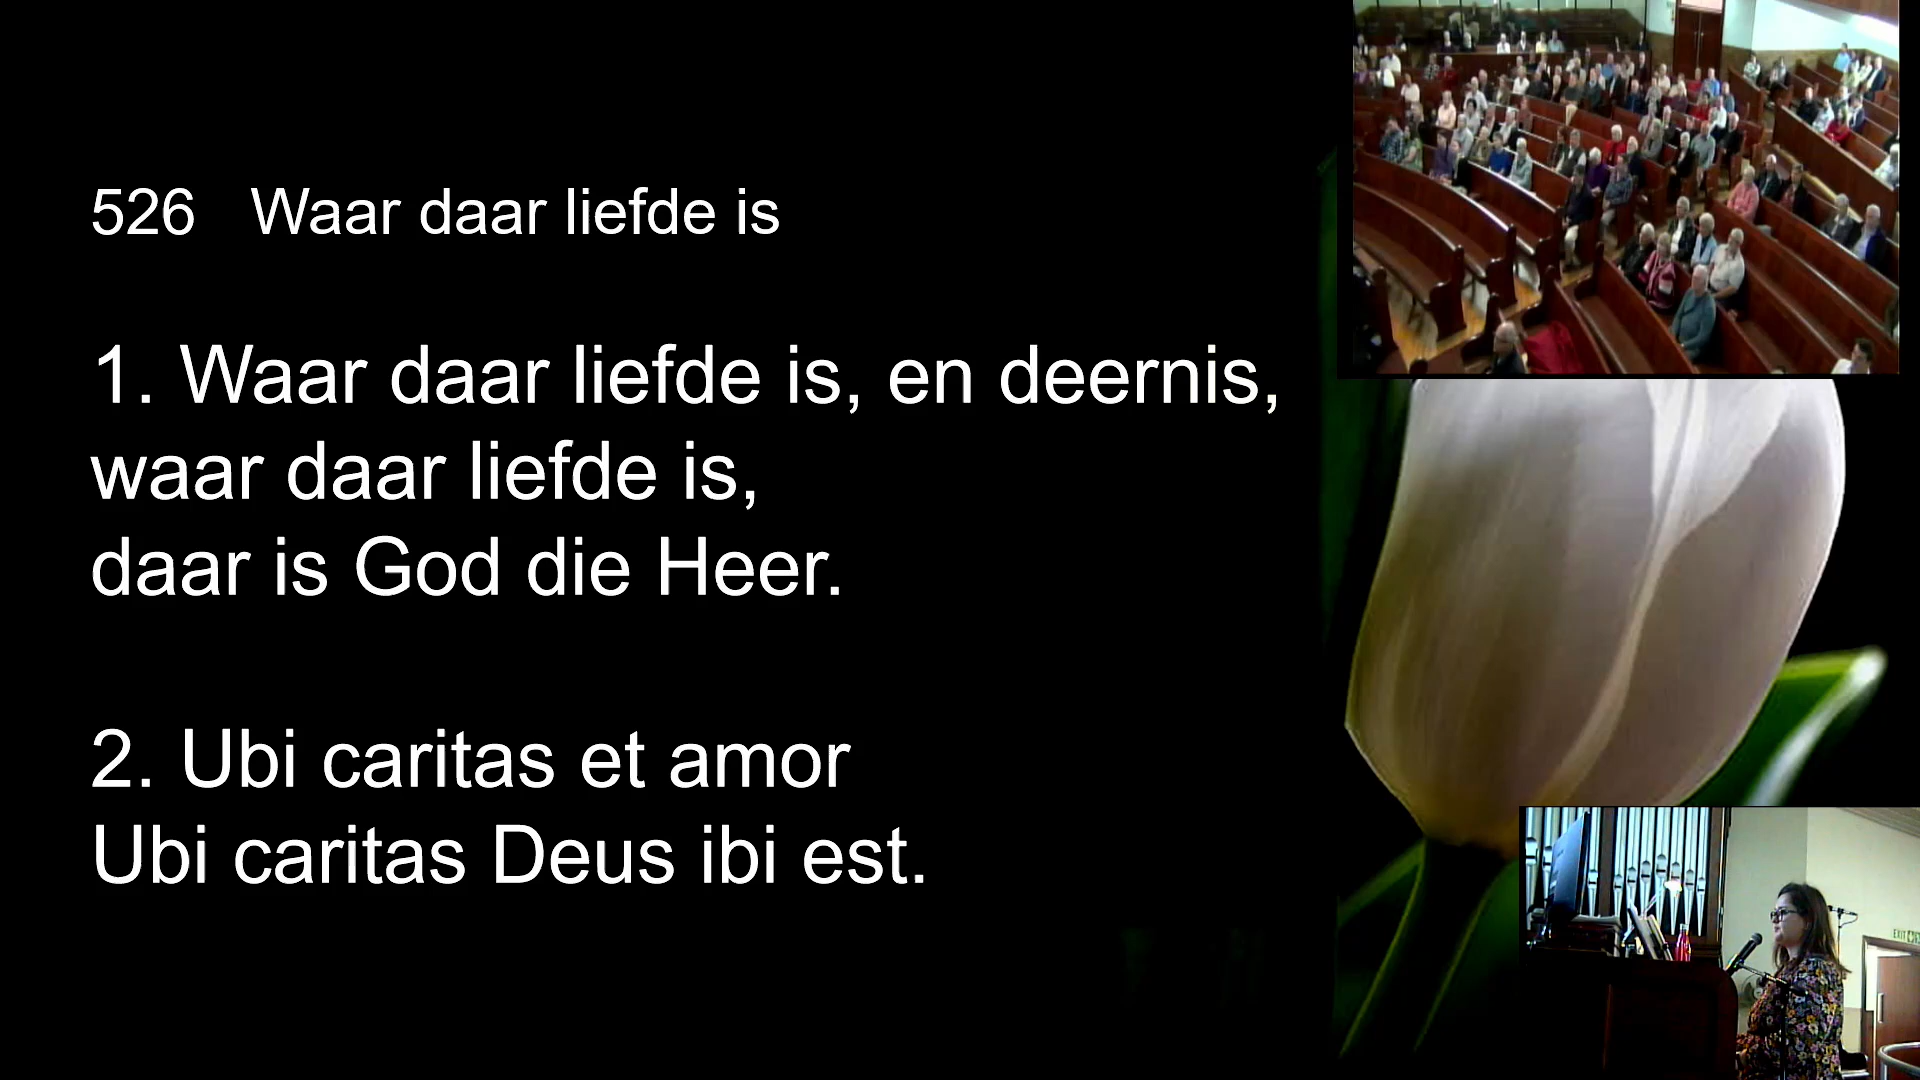 526 Waar daar liefde is
1. Waar daar liefde is, en deernis,
waar daar liefde is,
daar is God die Heer.
2. Ubi caritas et amor
Ubi caritas Deus ibi est.
EXIT